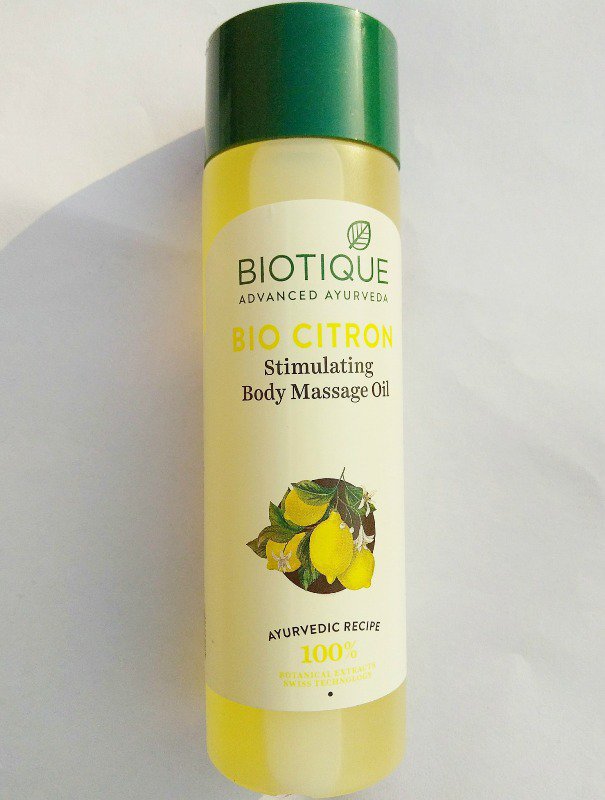 BIOTIQUE
ADVANCED AYURVEDA
BIO CITRON
Stimulating
Body Massage Oil
AYURVEDIC RECIPE
100%
BOTANICAL EXTRACTS
SWISS TECHNOLOGY